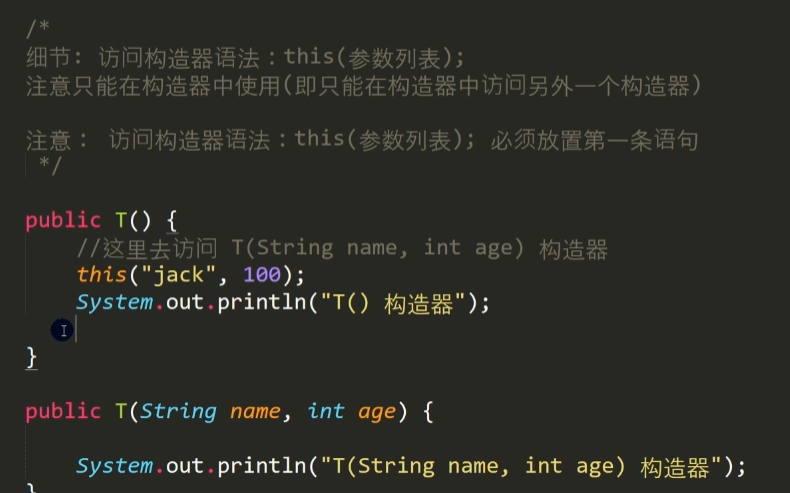 /*
细节: 访问构造器语法：this(参数列表);
注意只能在构造器中使用(即只能在构造器中访问另外一个构造器)
注意： 访问构造器语法：this(参数列表); 必须放置第一条语句
*/
public T() {
//这里去访问 T(String name, int age) 构造器
this("jack", 100);
System.out.println("T() 构造器");
}
public T(String name, int age) {
System.out.println("T(String name, int age) 构造器");
}